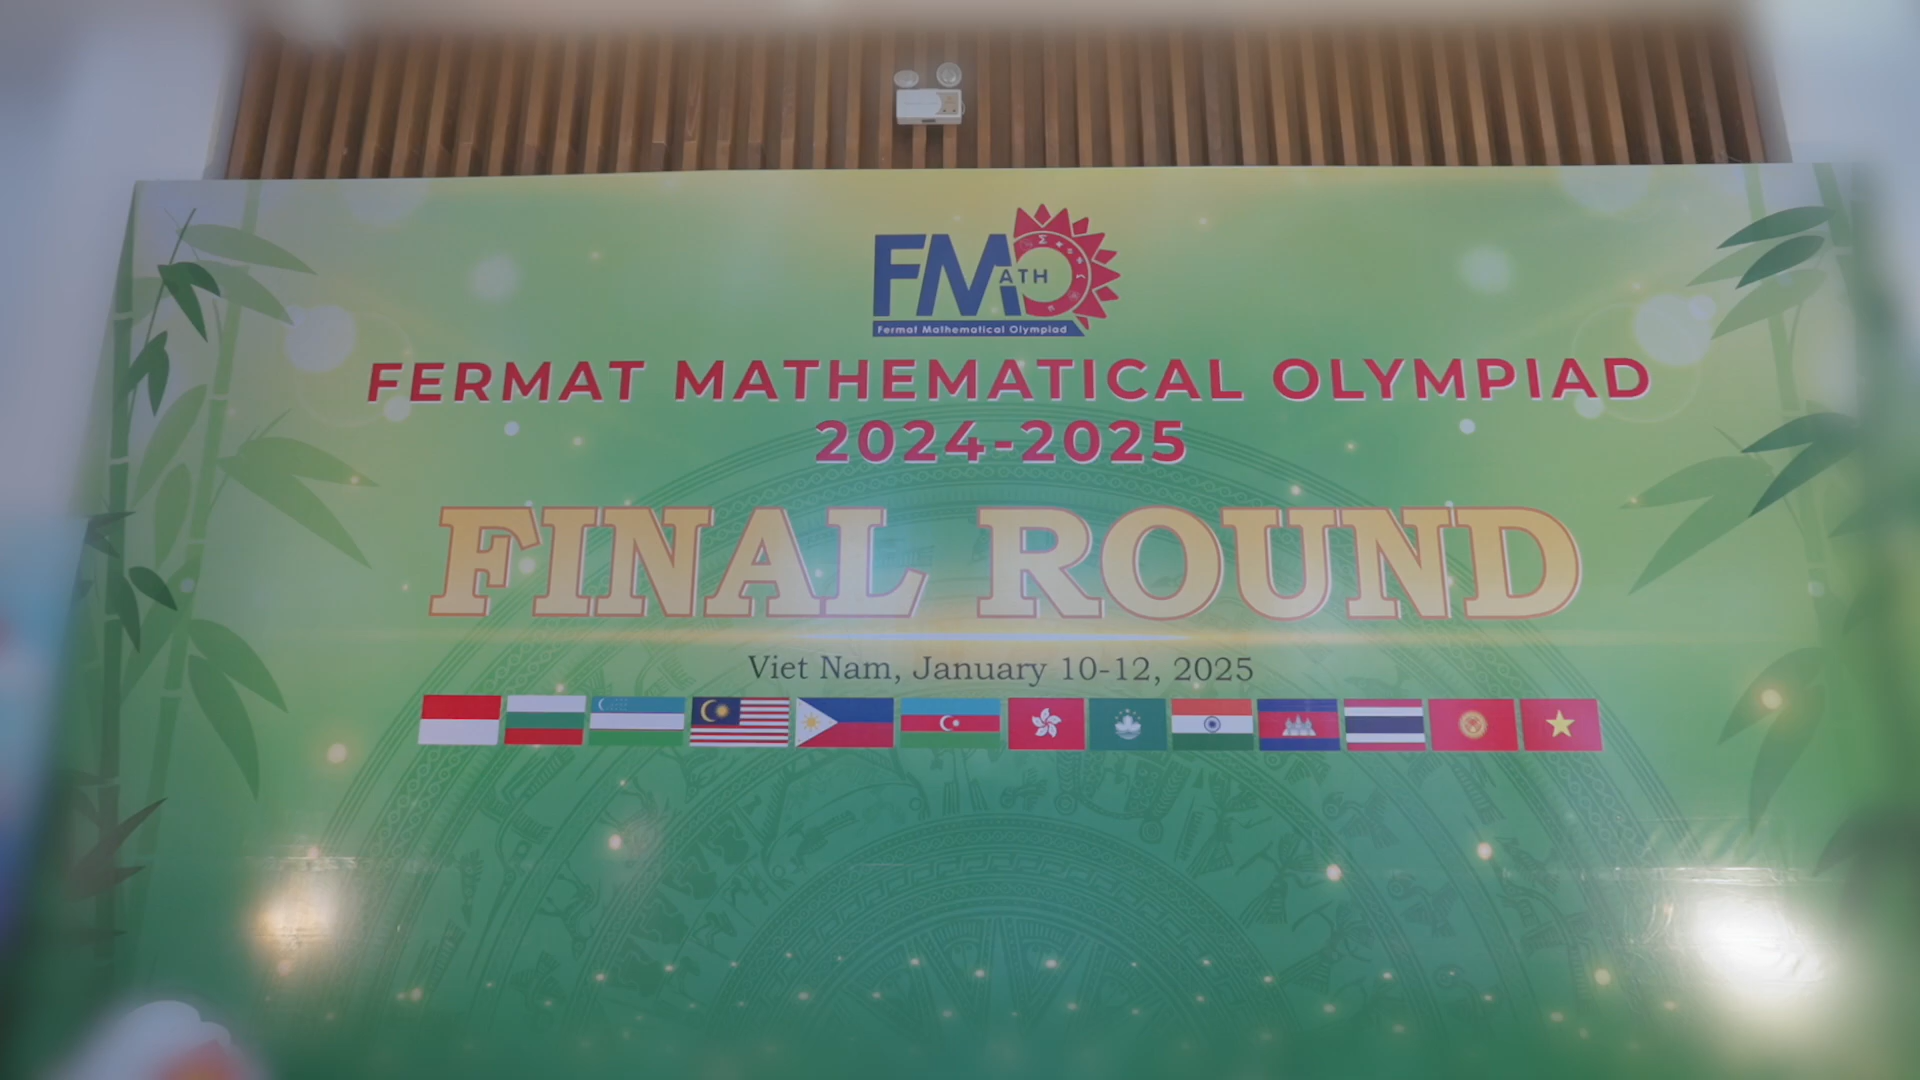 FMATH
Fermat Mathematical Olympiad
FERMAT MATHEMATICAL OLYMPIAD
2024-2025
FINAL ROUND
Viet Nam, January 10-12, 2025